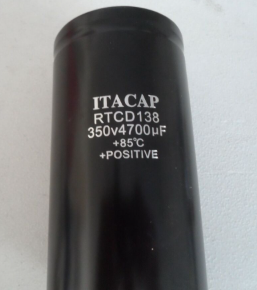 ITACAP
RTCD138
350v4700µF
+85℃
+POSITIVE